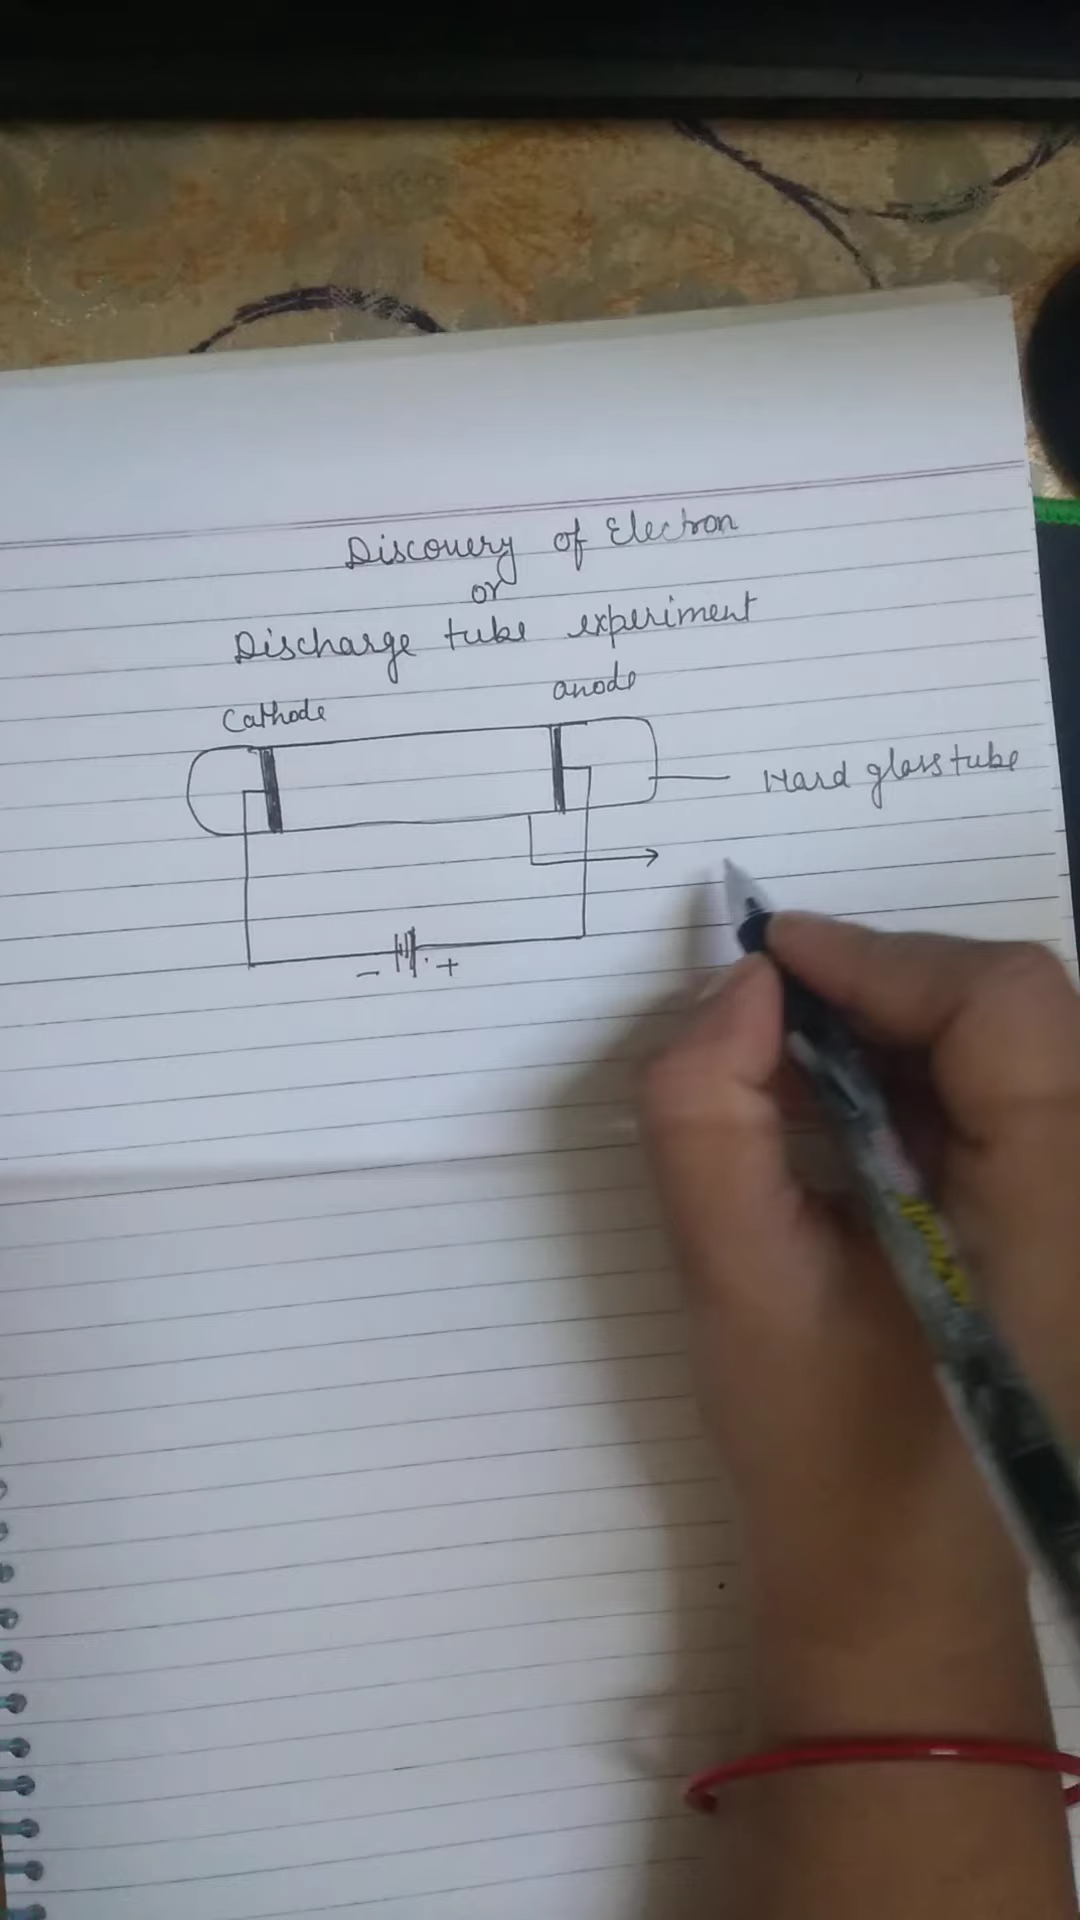 Discovery of Electron
or
Discharge tube experiment
Cathode
anode
Hard glass tube
- +